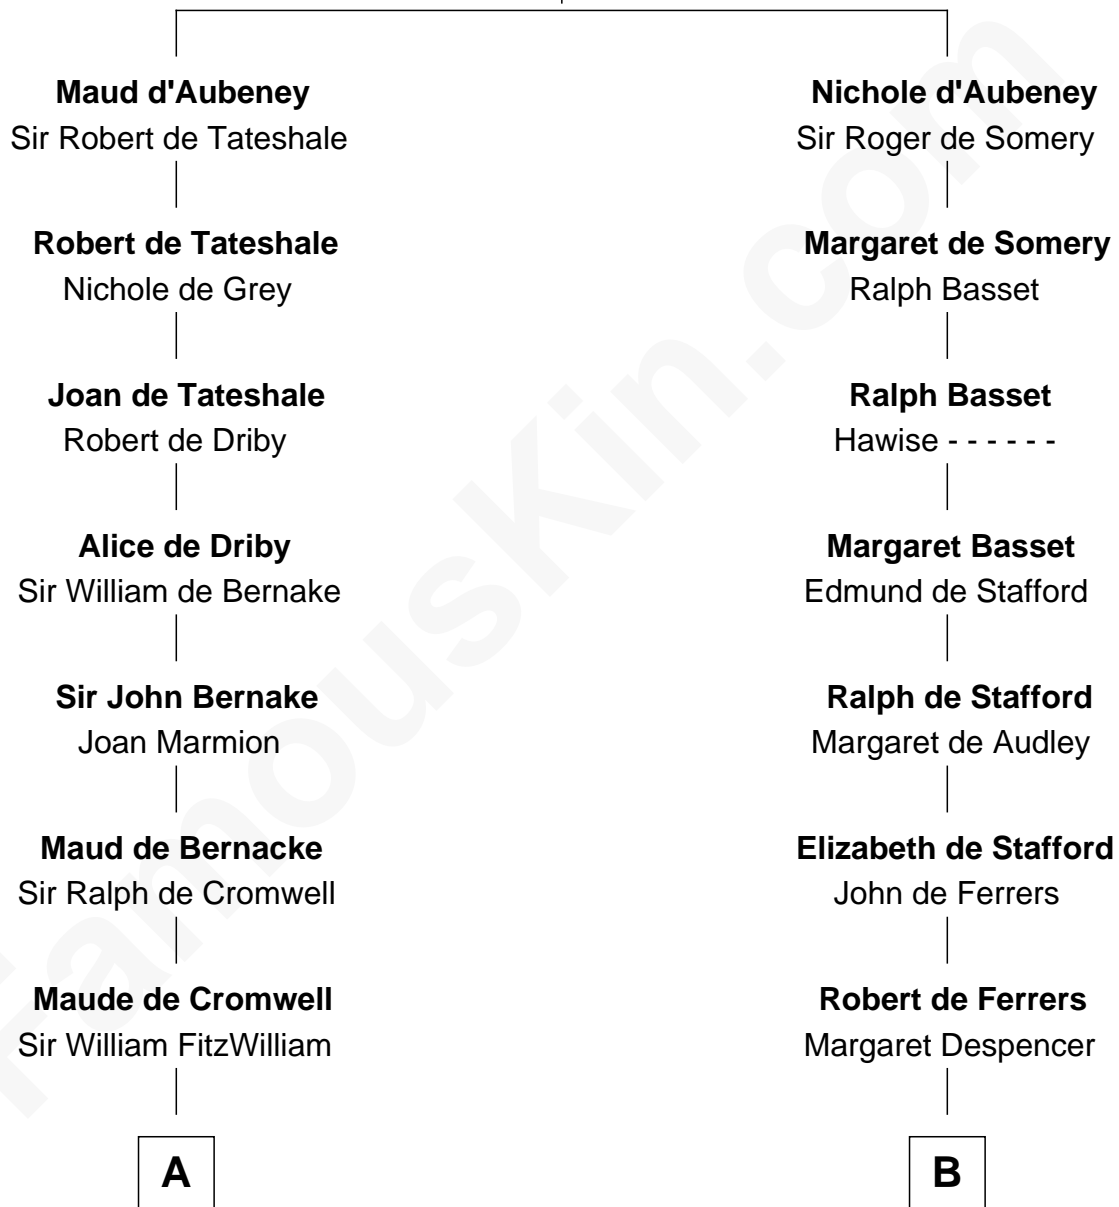 Maud d'Aubeney
Sir Robert de Tateshale
Robert de Tateshale
Nichole de Grey
Joan de Tateshale
Robert de Driby
Alice de Driby
Sir William de Bernake
Sir John Bernake
Joan Marmion
Maud de Bernacke
Sir Ralph de Cromwell
Maude de Cromwell
Sir William FitzWilliam
A
Nichole d'Aubeney
Sir Roger de Somery
Margaret de Somery
Ralph Basset
Ralph Basset
Hawise - - - - - -
Margaret Basset
Edmund de Stafford
Ralph de Stafford
Margaret de Audley
Elizabeth de Stafford
John de Ferrers
Robert de Ferrers
Margaret Despencer
B
FamousKin.com